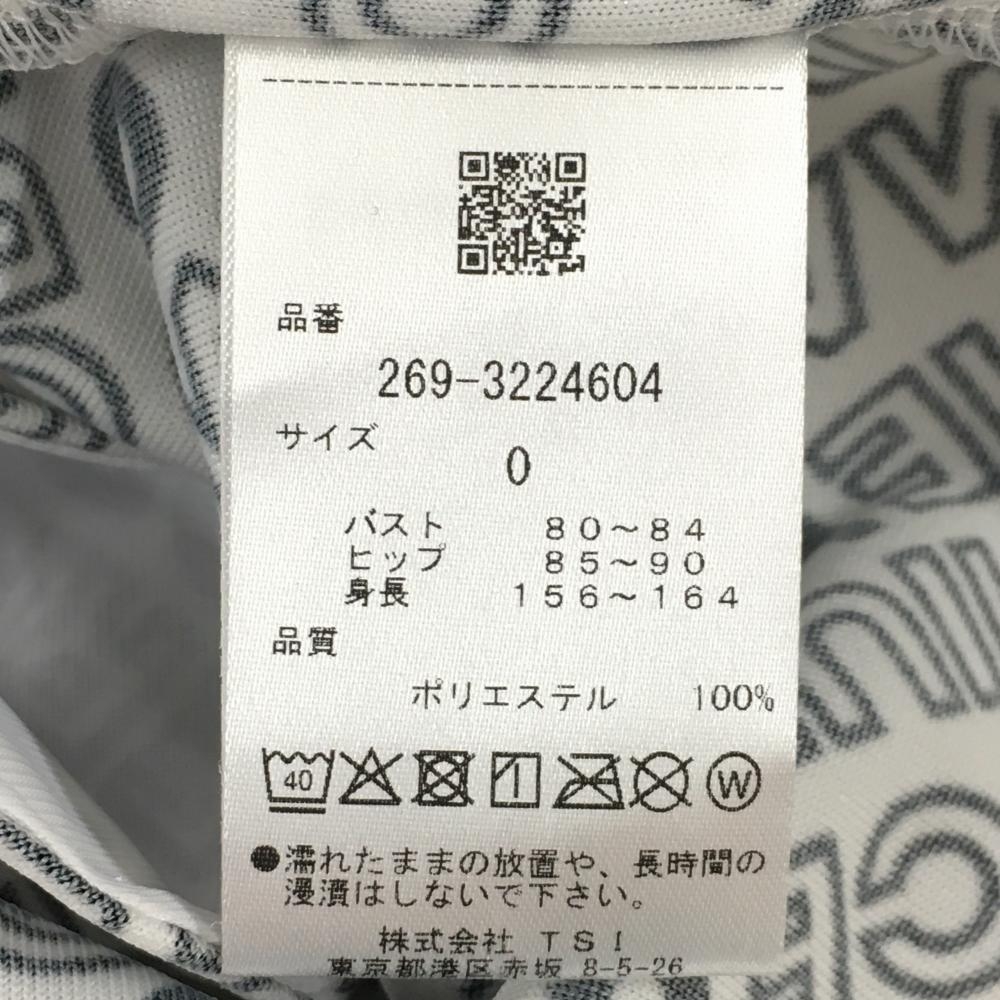 品番
269-3224604
サイズ
0
バスト 80～84
ヒップ 85～90
身長 156～164
品質
ポリエステル 100%
40 W
●濡れたままの放置や、長時間の
浸漬はしないで下さい。
株式会社 TSI
東京都港区赤坂 8-5-26